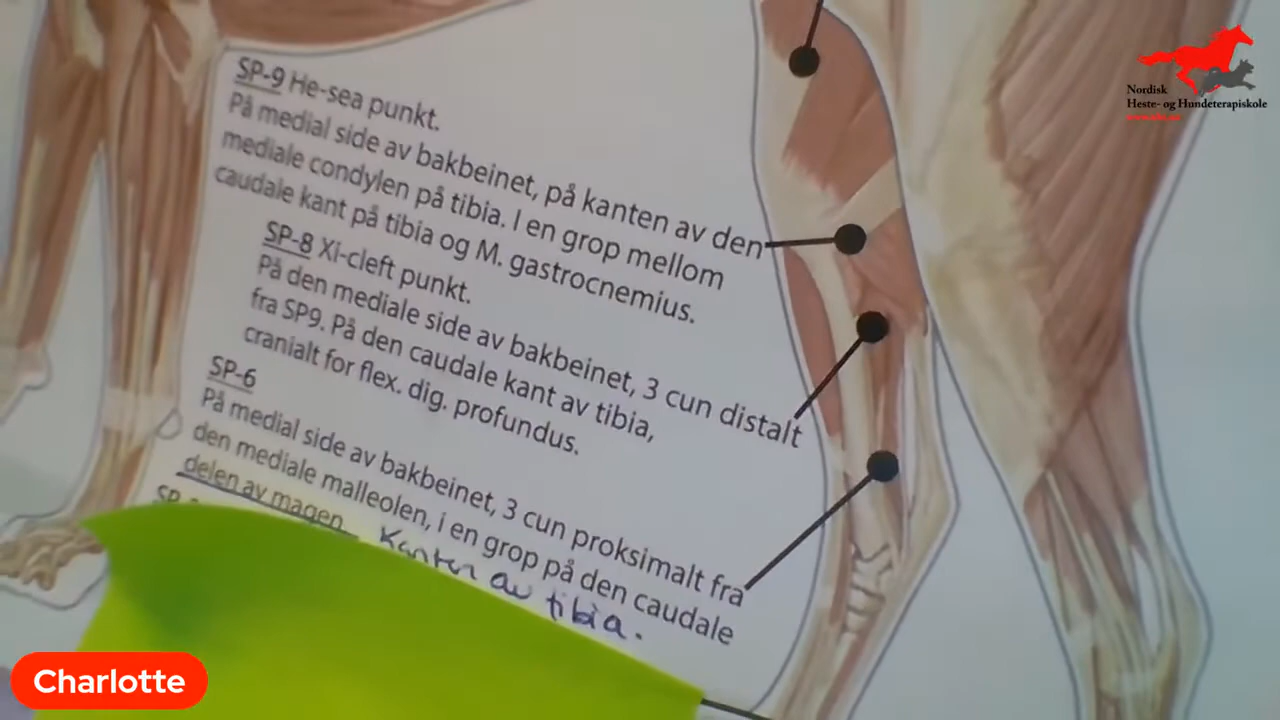 SP-9 He-sea punkt.
På medial side av bakbeinet, på kanten av den
mediale condylen på tibia. I en grop mellom
caudale kant på tibia og M. gastrocnemius.
SP-8 Xi-cleft punkt.
På den mediale side av bakbeinet, 3 cun distalt
fra SP9. På den caudale kant av tibia,
cranialt for flex. dig. profundus.
SP-6
På medial side av bakbeinet, 3 cun proksimalt fra
den mediale malleolen, i en grop på den caudale
delen av magen. Kanten av tibia.
SP
Nordisk
Heste- og Hundeterapiskole
Charlotte